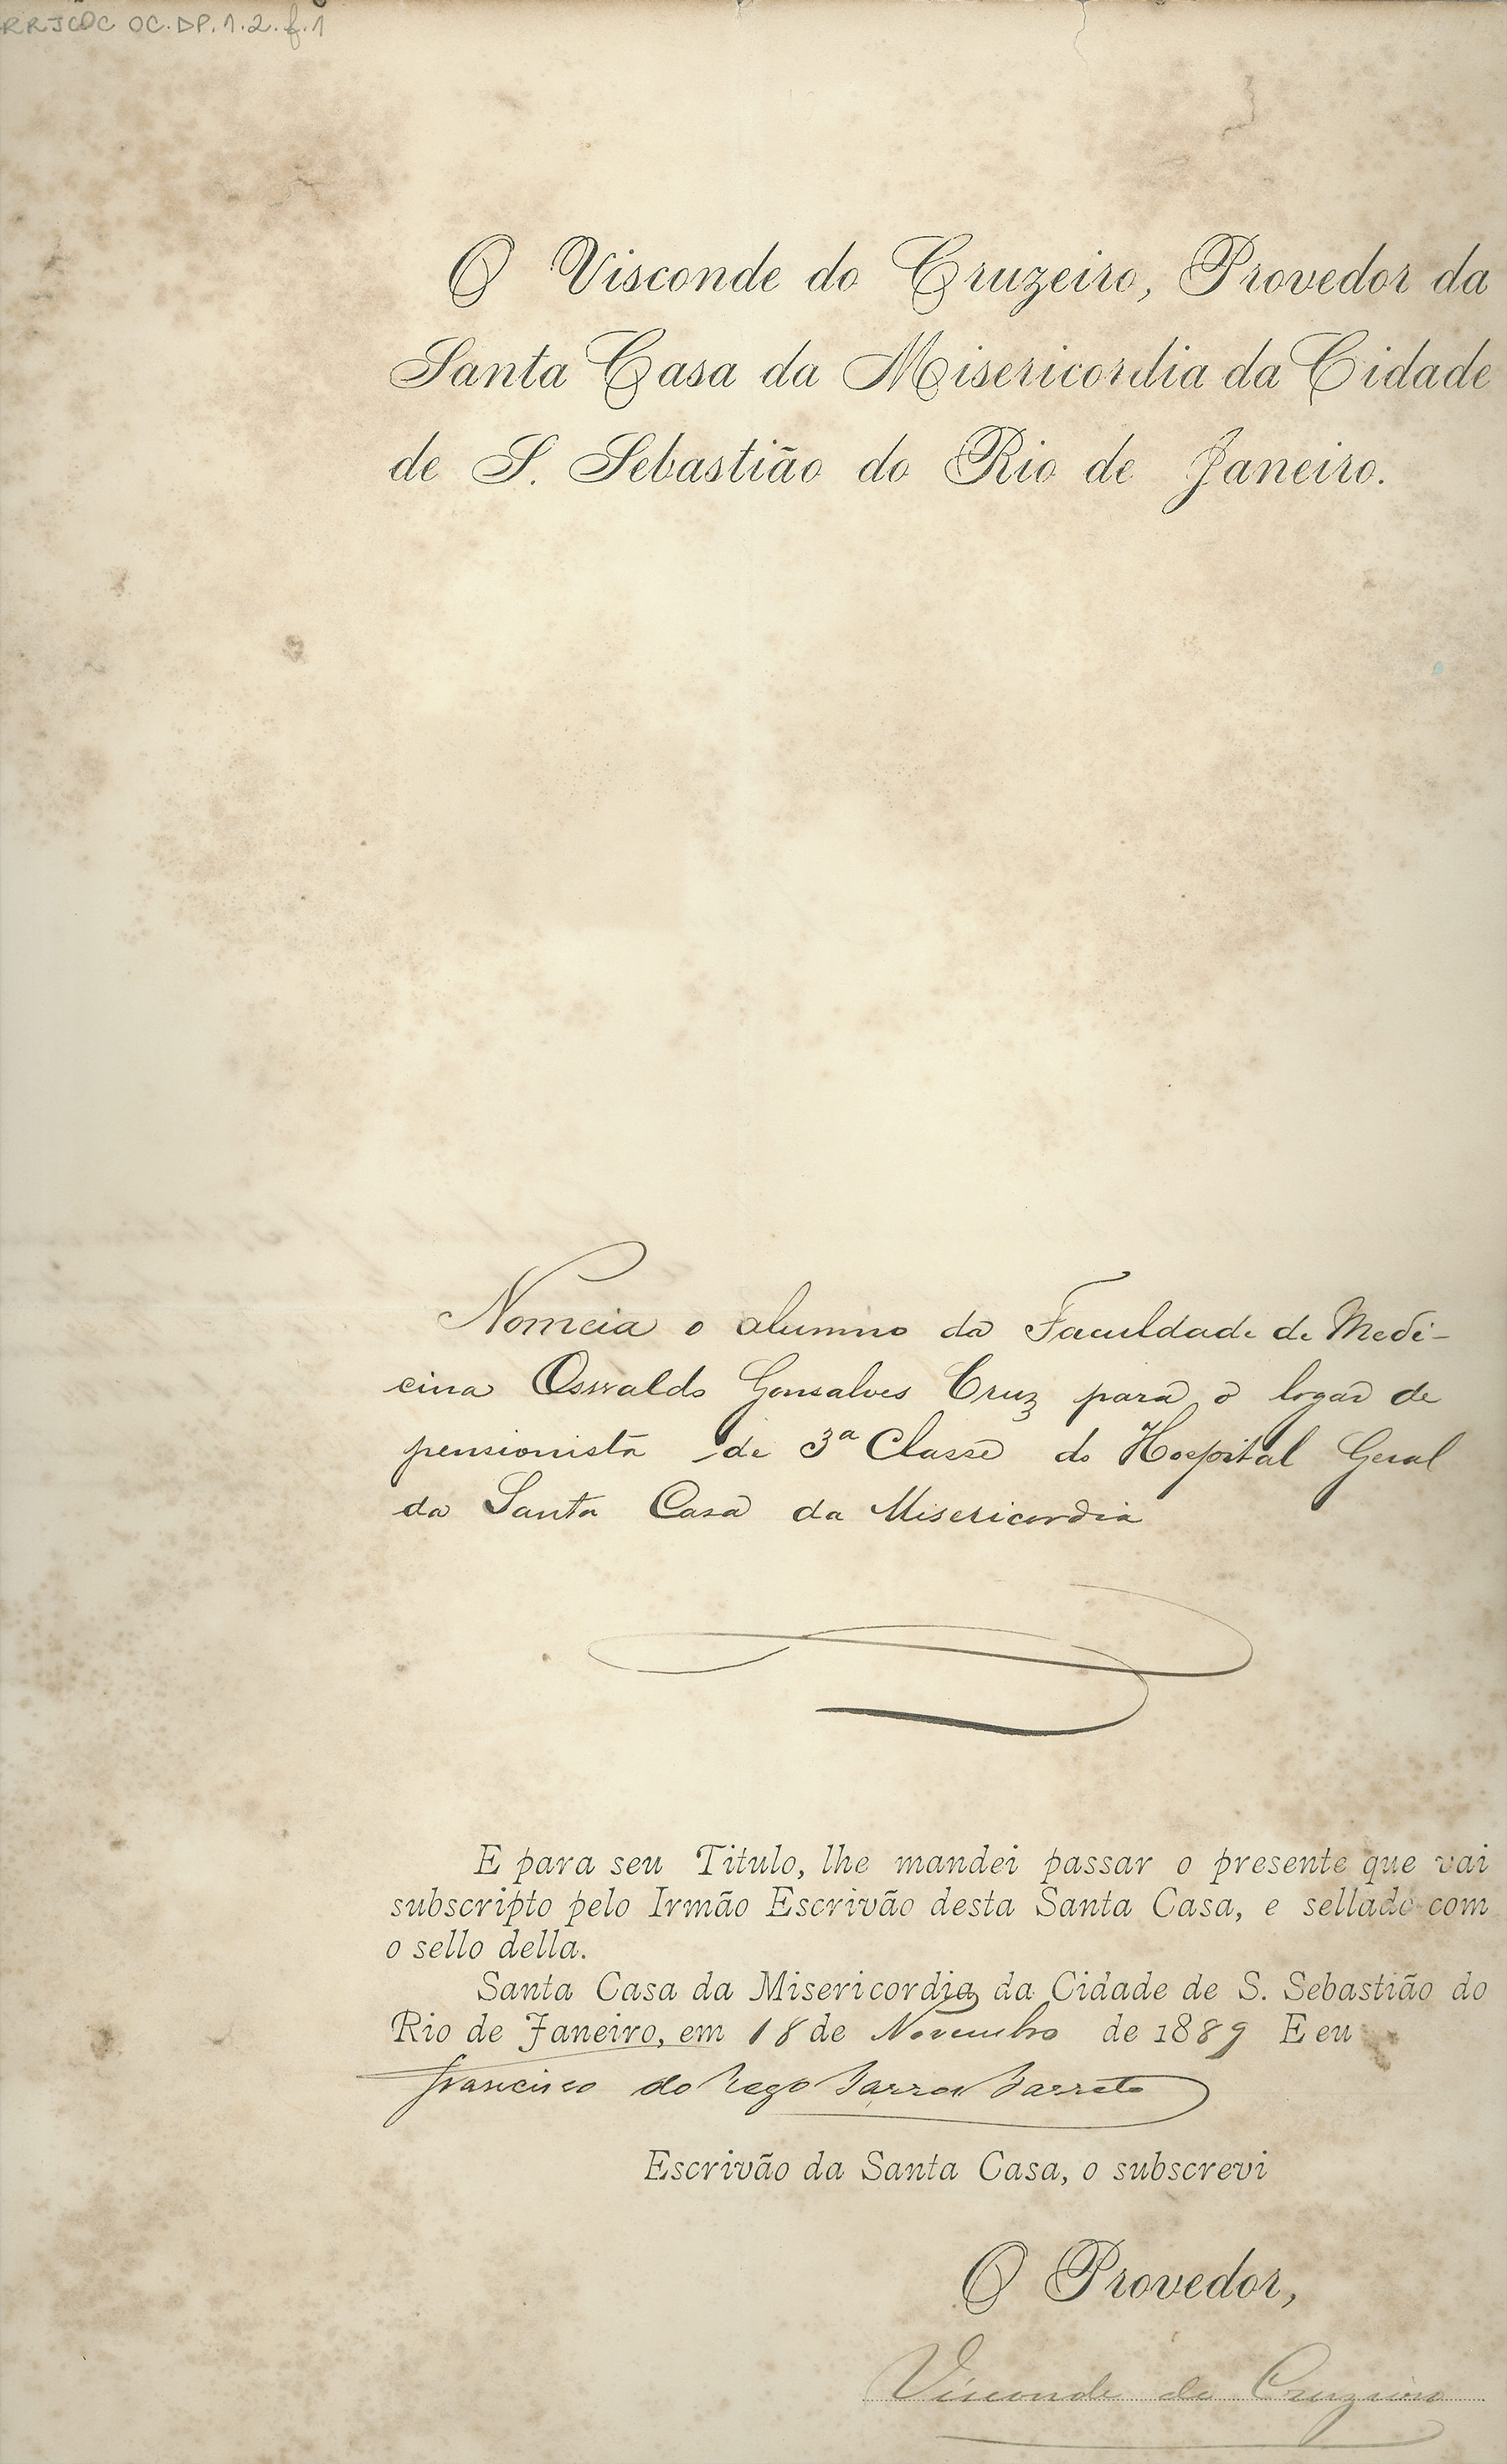 RRJCOC OC.DP.1.2.f.1
O Visconde do Cruzeiro, Provedor da
Santa Casa da Misericordia da Cidade
de S. Sebastião do Rio de Janeiro.
Nomeia o alumno da Faculdade de Medi-
cina Oswaldo Gonsalves Cruz para o logar de
pensionista de 3ª Classe do Hospital Geral
da Santa Casa da Misericordia
E para seu Titulo, lhe mandei passar o presente que vai
subscripto pelo Irmão Escrivão desta Santa Casa, e sellado com
o sello della.
Santa Casa da Misericordia da Cidade de S. Sebastião do
Rio de Janeiro, em 18 de Novembro de 1889 E eu
Francisco do Rego Barros Barreto
Escrivão da Santa Casa, o subscrevi
O Provedor,
Visconde do Cruzeiro